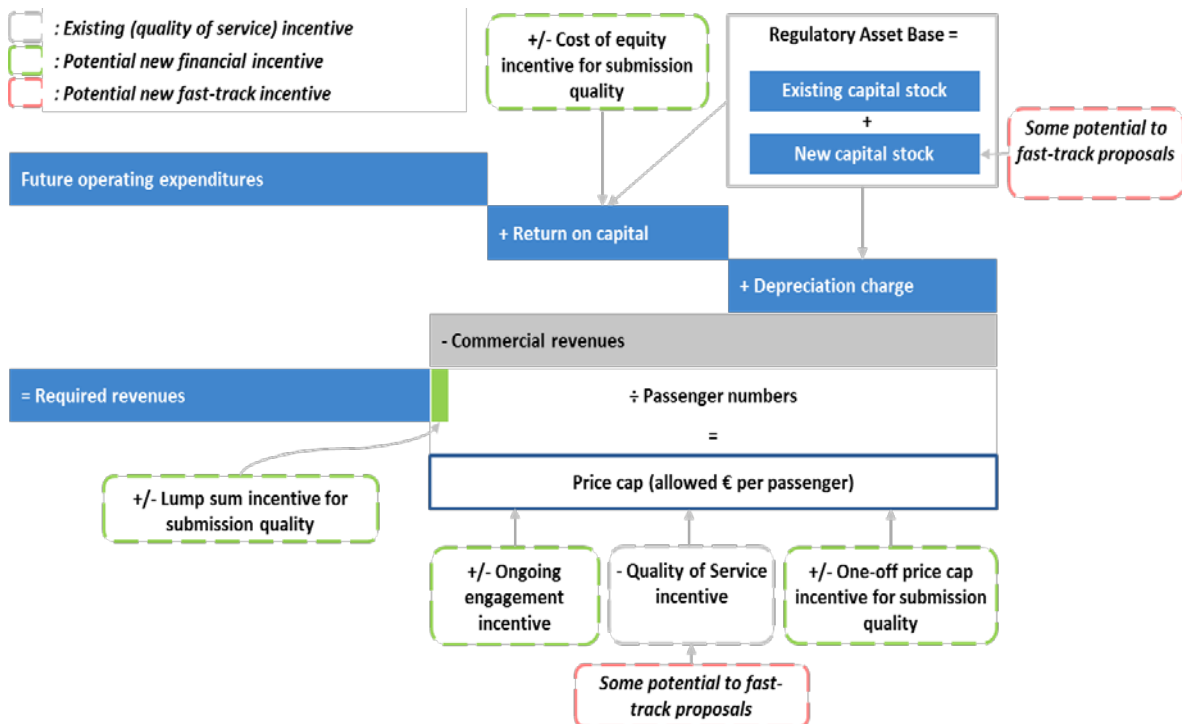 : Existing (quality of service) incentive
: Potential new financial incentive
: Potential new fast-track incentive
+/- Cost of equity
incentive for submission
quality
Regulatory Asset Base =
Existing capital stock
+
New capital stock
Some potential to
fast-track proposals
Future operating expenditures
+ Return on capital
+ Depreciation charge
- Commercial revenues
= Required revenues
÷ Passenger numbers
=
Price cap (allowed € per passenger)
+/- Lump sum incentive for
submission quality
+/- Ongoing
engagement
incentive
- Quality of Service
incentive
+/- One-off price cap
incentive for submission
quality
Some potential to fast-
track proposals